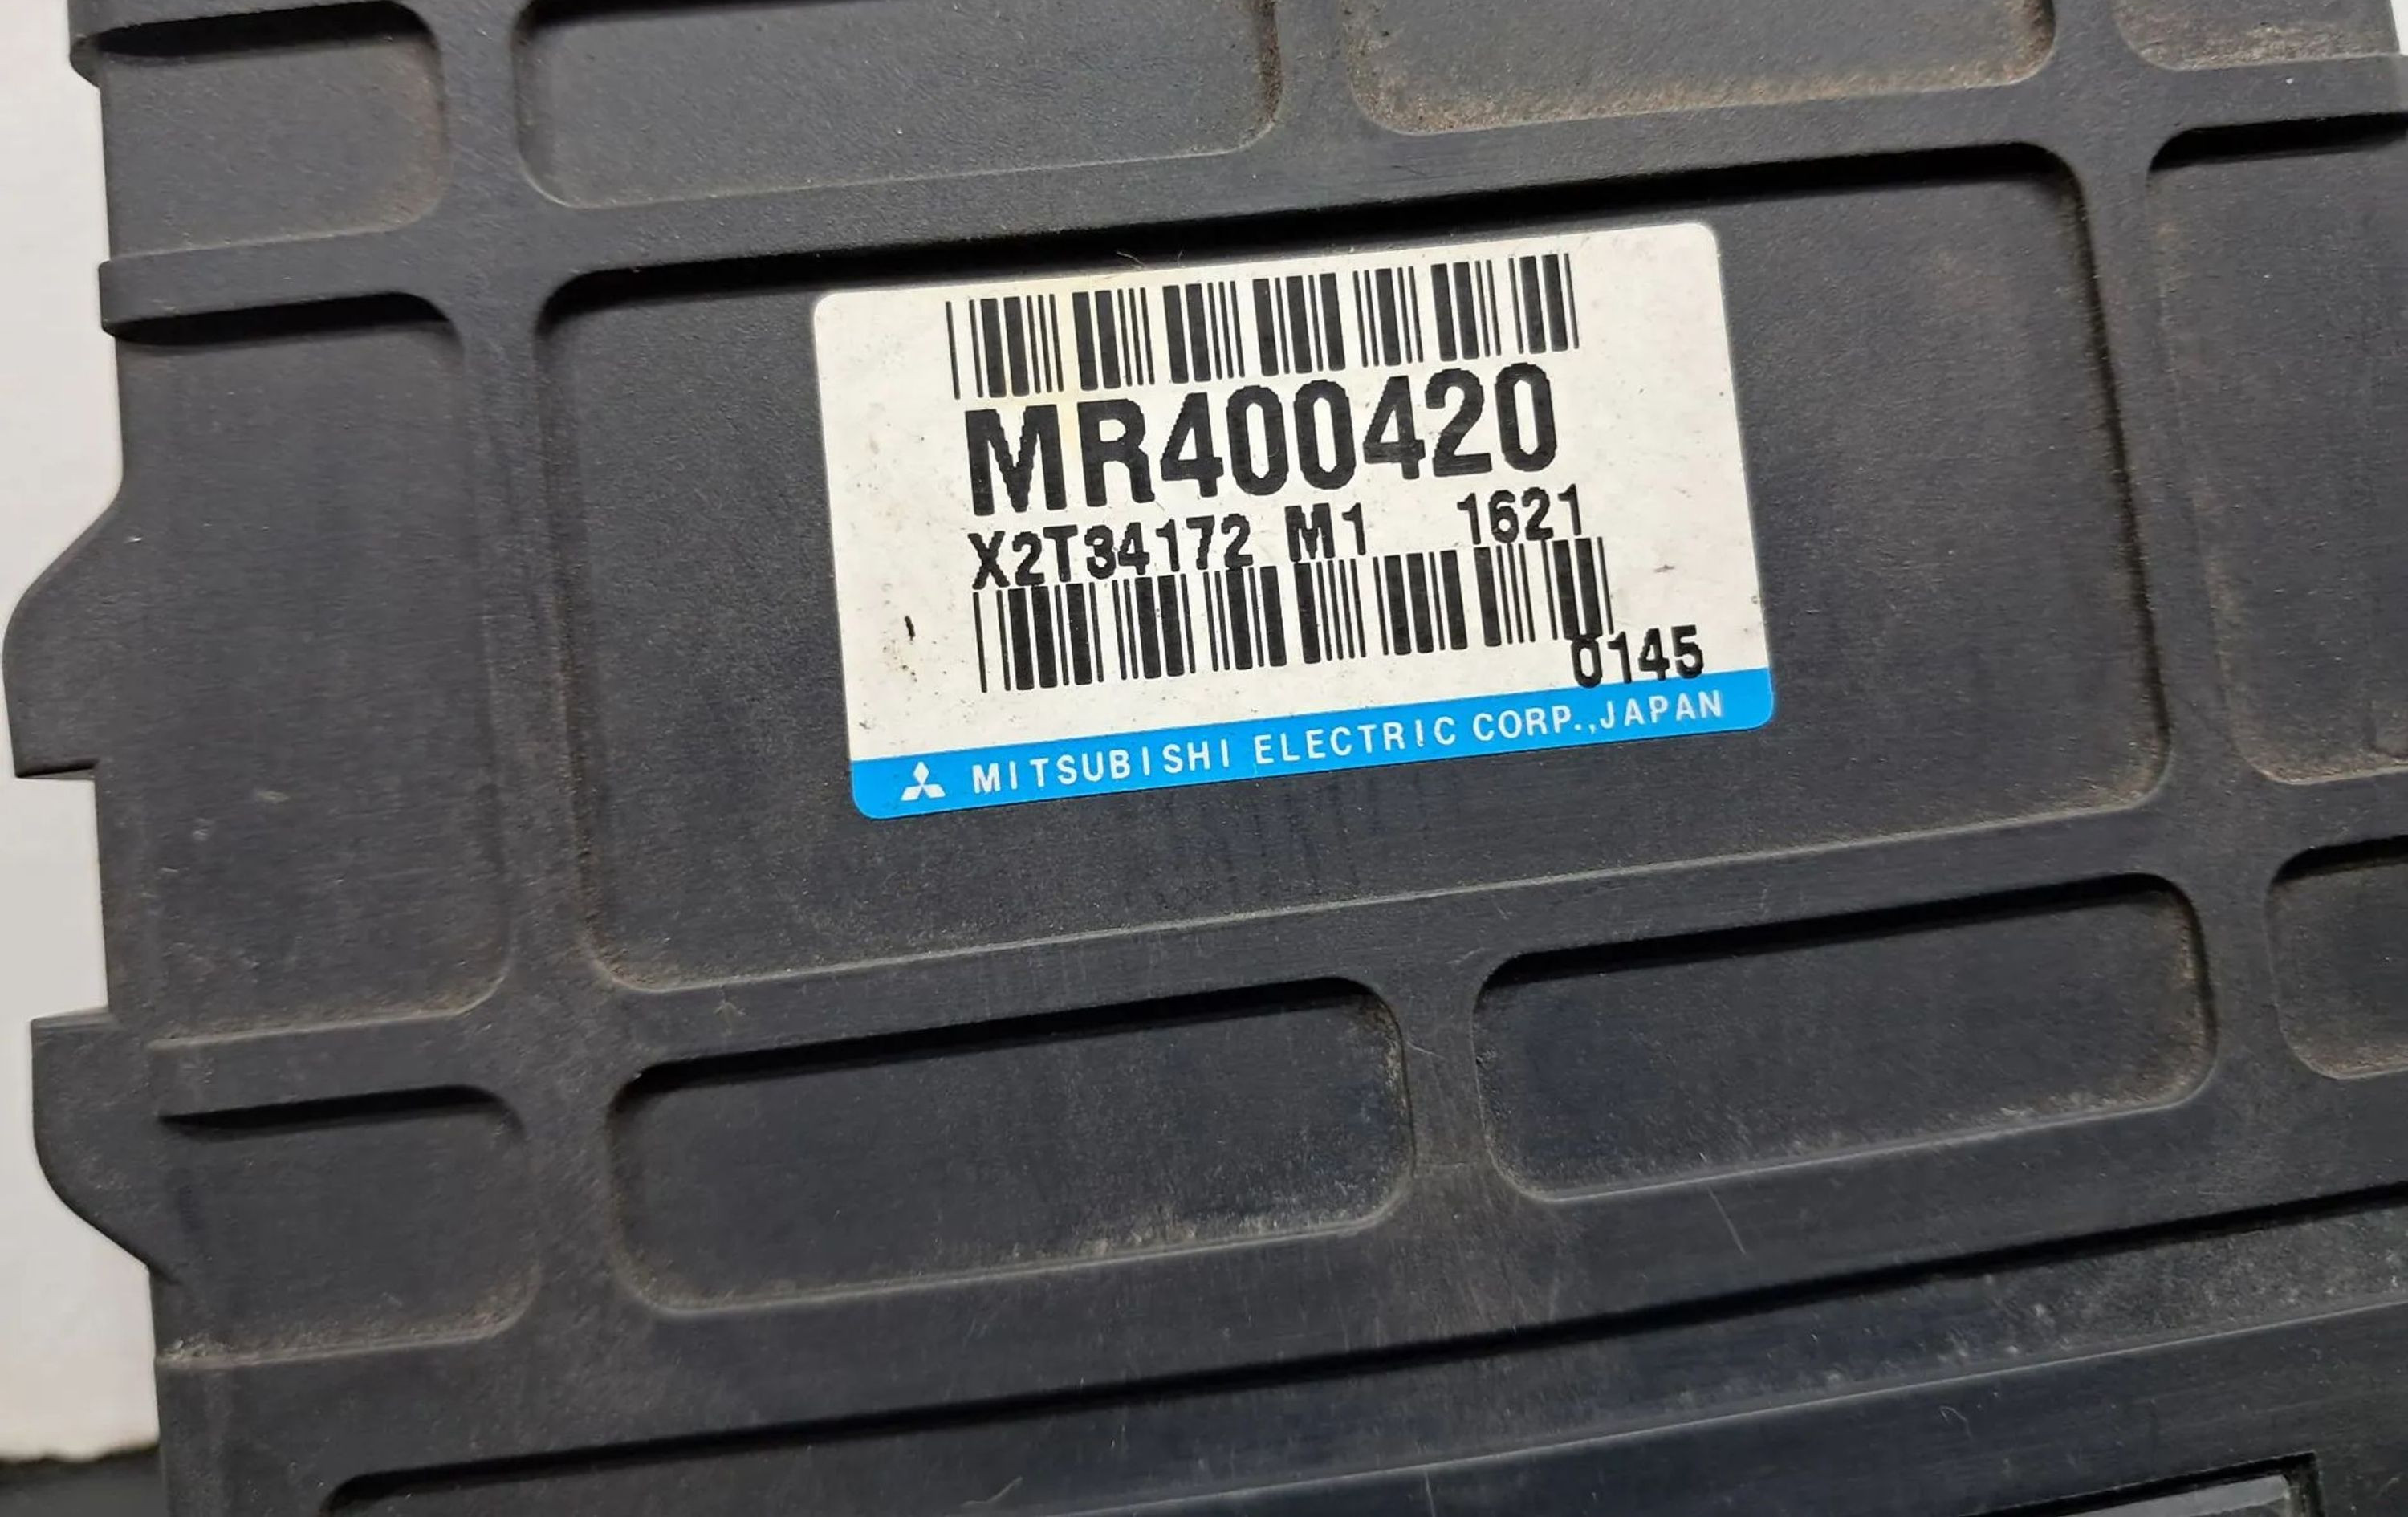 MR400420
X2T34172 M1 1621
0145
MITSUBISHI ELECTRIC CORP.,JAPAN